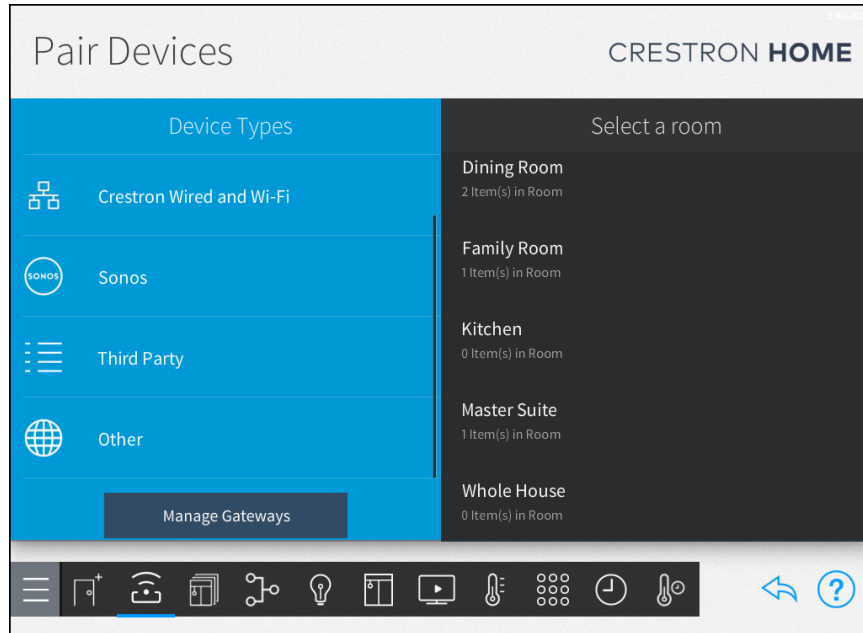 Pair Devices
CRESTRON HOME
Device Types
Crestron Wired and Wi-Fi
SONOS
Sonos
Third Party
Other
Manage Gateways
Select a room
Dining Room
2 Item(s) in Room
Family Room
1 Item(s) in Room
Kitchen
0 Item(s) in Room
Master Suite
1 Item(s) in Room
Whole House
0 Item(s) in Room
?